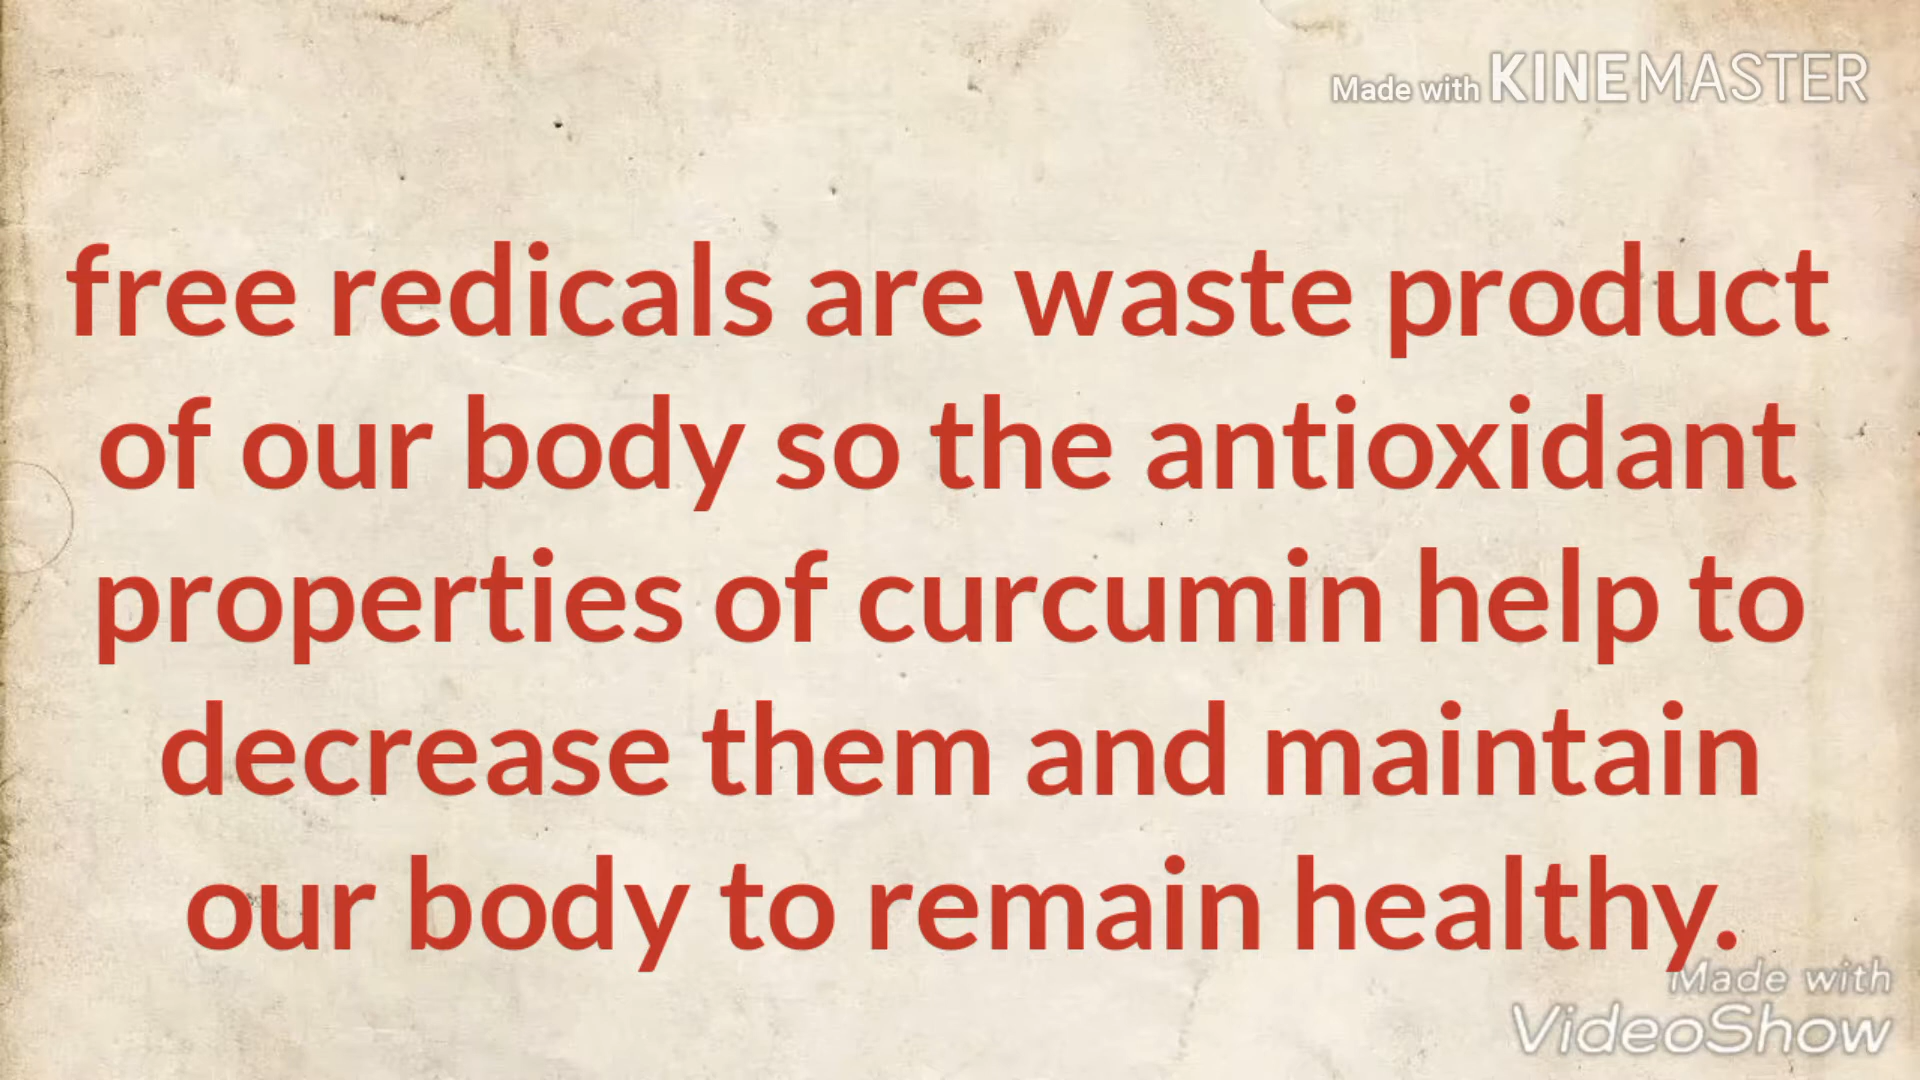 Made with KINEMASTER
free redicals are waste product
of our body so the antioxidant
properties of curcumin help to
decrease them and maintain
our body to remain healthy.
Made with
VideoShow